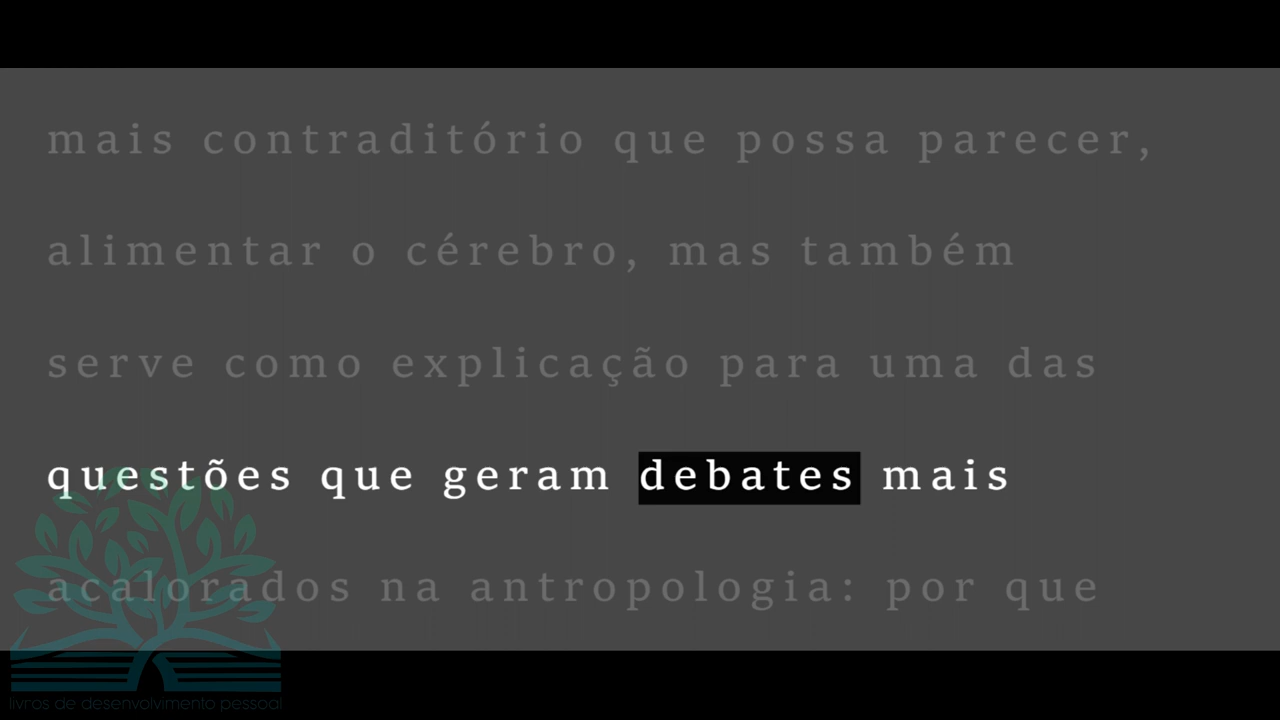 mais contraditório que possa parecer,
alimentar o cérebro, mas também
serve como explicação para uma das
questões que geram debates mais
acalorados na antropologia: por que
livros de desenvolvimento pessoal